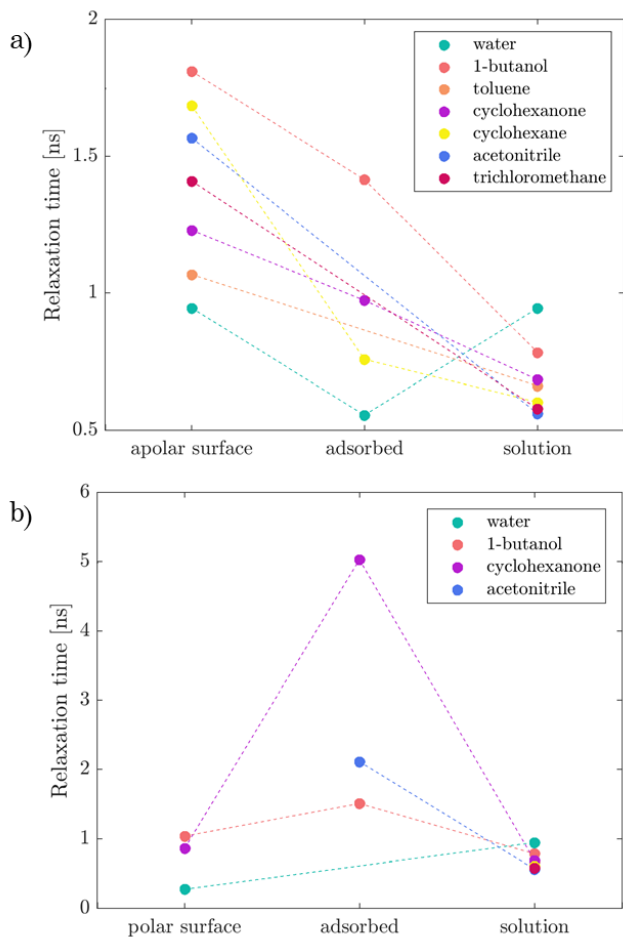 a)
2
1.5
1
0.5
Relaxation time [ns]
water
1-butanol
toluene
cyclohexanone
cyclohexane
acetonitrile
trichloromethane
apolar surface adsorbed solution
b)
6
5
4
3
2
1
0
Relaxation time [ns]
water
1-butanol
cyclohexanone
acetonitrile
polar surface adsorbed solution